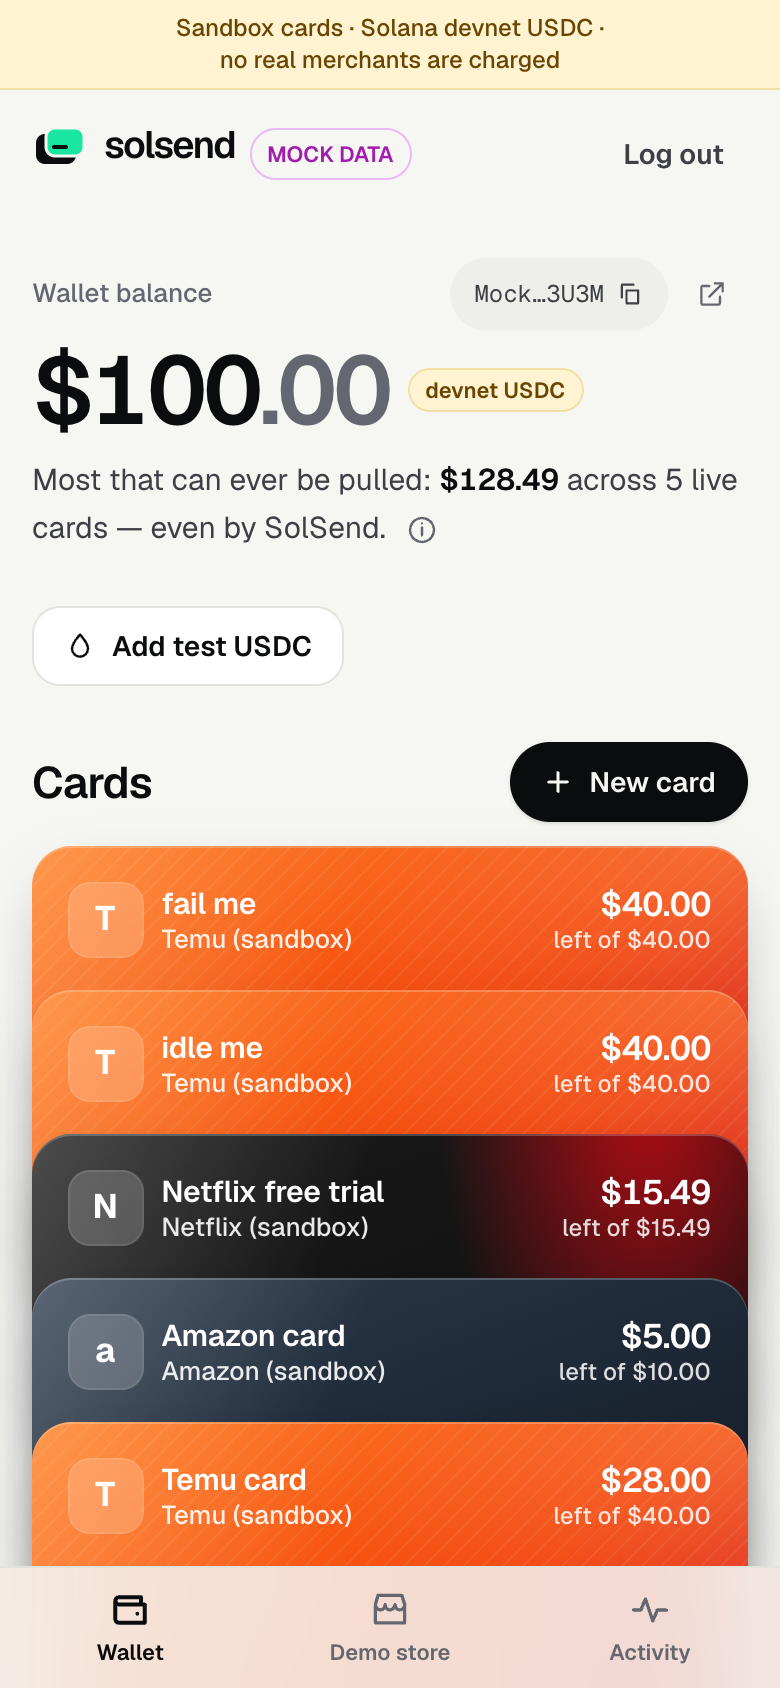 Sandbox cards · Solana devnet USDC ·
no real merchants are charged
solsend MOCK DATA Log out
Wallet balance Mock…3U3M
$100.00 devnet USDC
Most that can ever be pulled: $128.49 across 5 live
cards — even by SolSend.
Add test USDC
Cards + New card
T fail me $40.00
Temu (sandbox) left of $40.00
T idle me $40.00
Temu (sandbox) left of $40.00
N Netflix free trial $15.49
Netflix (sandbox) left of $15.49
a Amazon card $5.00
Amazon (sandbox) left of $10.00
T Temu card $28.00
Temu (sandbox) left of $40.00
Wallet Demo store Activity